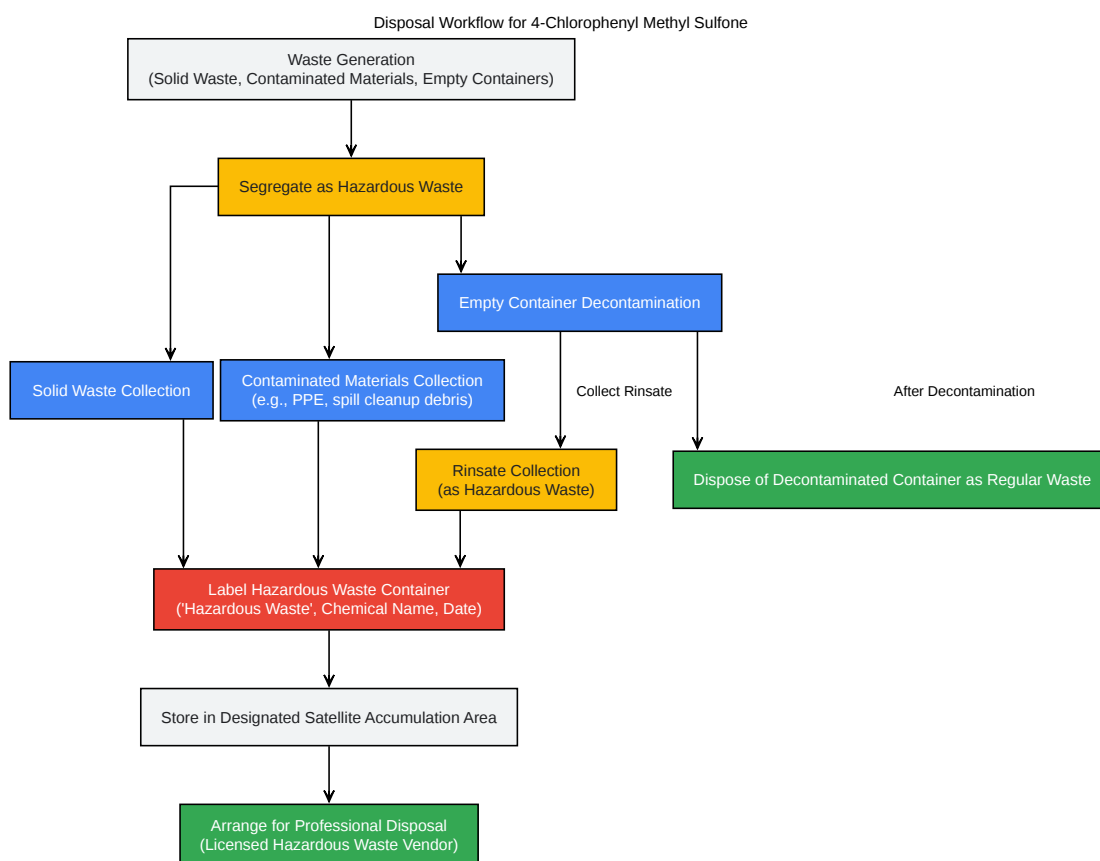 Disposal Workflow for 4-Chlorophenyl Methyl Sulfone
Waste Generation
(Solid Waste, Contaminated Materials, Empty Containers)
Segregate as Hazardous Waste
Empty Container Decontamination
Solid Waste Collection
Contaminated Materials Collection
(e.g., PPE, spill cleanup debris)
Collect Rinsate
After Decontamination
Rinsate Collection
(as Hazardous Waste)
Dispose of Decontaminated Container as Regular Waste
Label Hazardous Waste Container
('Hazardous Waste', Chemical Name, Date)
Store in Designated Satellite Accumulation Area
Arrange for Professional Disposal
(Licensed Hazardous Waste Vendor)